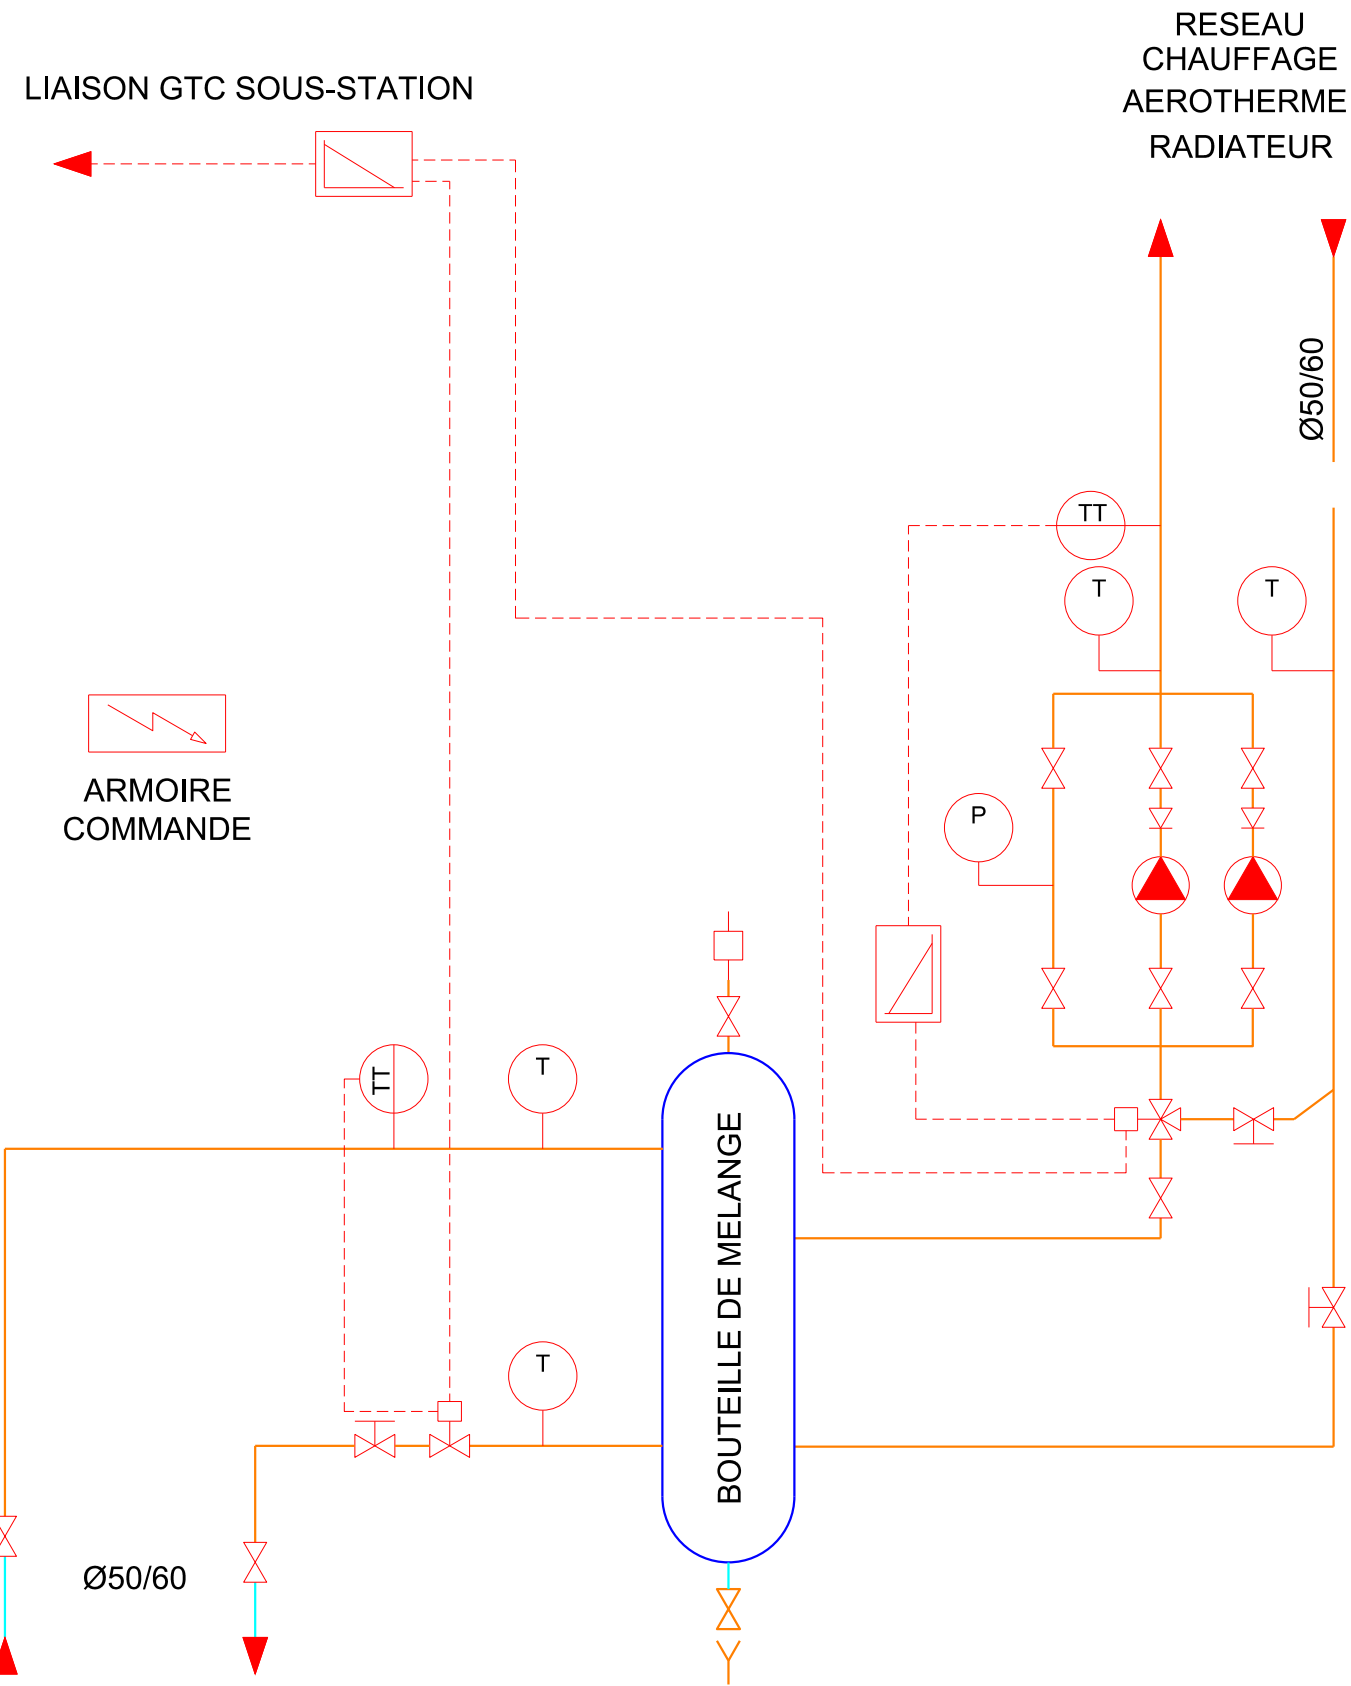 RESEAU
CHAUFFAGE
AEROTHERME
RADIATEUR
LIAISON GTC SOUS-STATION
Ø50/60
TT
T
T
ARMOIRE
COMMANDE
P
TT
T
BOUTEILLE DE MELANGE
T
Ø50/60